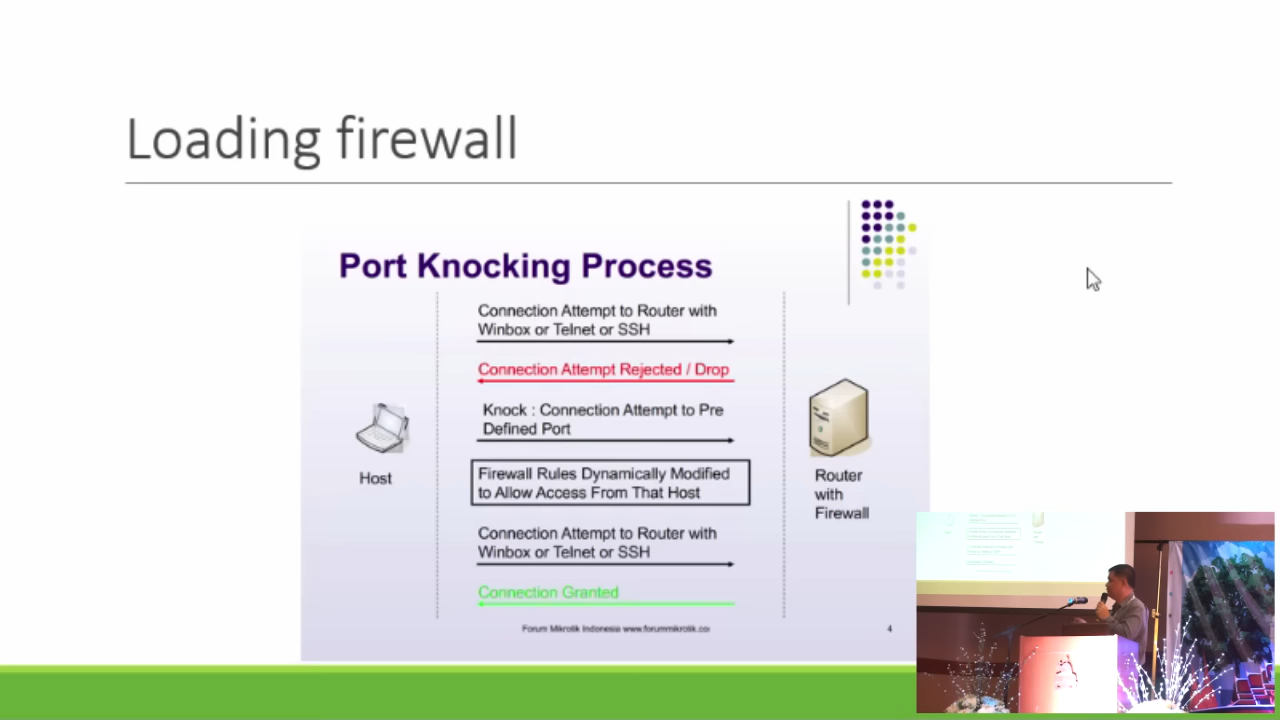 Loading firewall
Port Knocking Process
Connection Attempt to Router with
Winbox or Telnet or SSH
Connection Attempt Rejected / Drop
Knock : Connection Attempt to Pre
Defined Port
Host
Firewall Rules Dynamically Modified
to Allow Access From That Host
Router
with
Firewall
Connection Attempt to Router with
Winbox or Telnet or SSH
Connection Granted
Forum Mikrotik Indonesia www.forummikrotik.co
4